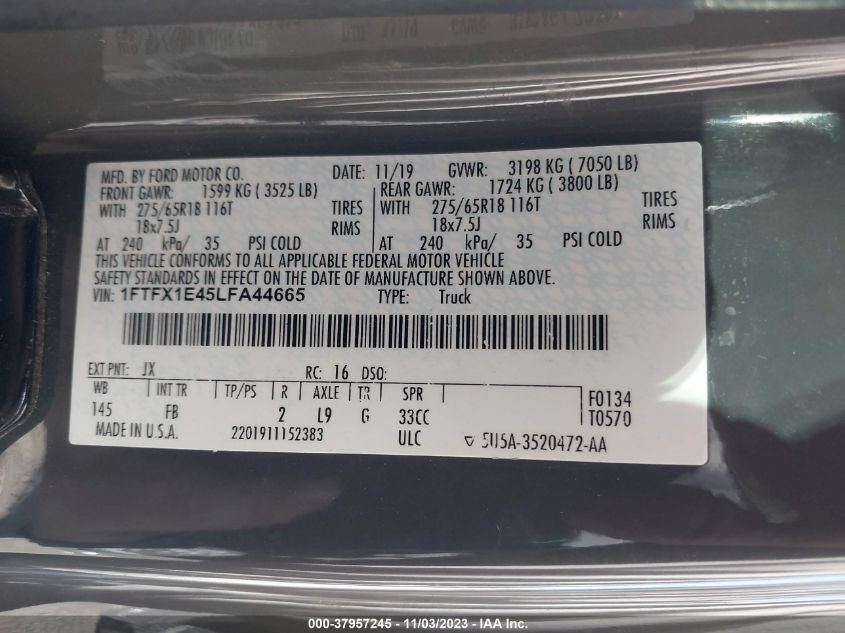 MFD. BY FORD MOTOR CO. DATE: 11/19 GVWR: 3198 KG ( 7050 LB)
FRONT GAWR: 1599 KG ( 3525 LB) REAR GAWR: 1724 KG ( 3800 LB)
WITH 275/65R18 116T TIRES WITH 275/65R18 116T TIRES
18x7.5J RIMS 18x7.5J RIMS
AT 240 kPa/ 35 PSI COLD AT 240 kPa/ 35 PSI COLD
THIS VEHICLE CONFORMS TO ALL APPLICABLE FEDERAL MOTOR VEHICLE
SAFETY STANDARDS IN EFFECT ON THE DATE OF MANUFACTURE SHOWN ABOVE.
VIN: 1FTFX1E45LFA44665 TYPE: Truck
EXT PNT: JX RC: 16 DSO:
WB INT TR TP/PS R AXLE TR SPR F0134
145 FB 2 L9 G 33CC T0570
MADE IN U.S.A. 2201911152383 ULC 5U5A-3520472-AA
000-37957245 - 11/03/2023 - IAA Inc.